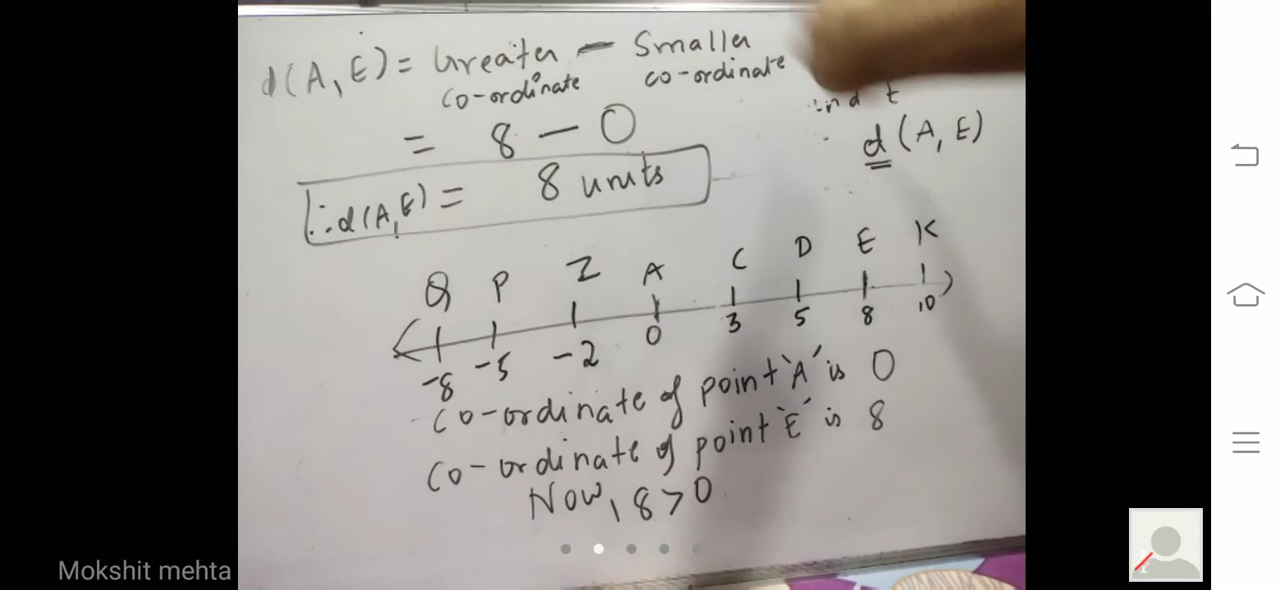 d(A,E) = Greater - Smaller
co-ordinate co-ordinate
= 8 - 0
∴ d(A,E) = 8 units
d(A,E)
Q P Z A C D E K
-8 -5 -2 0 3 5 8 10
Co-ordinate of point 'A' is 0
Co-ordinate of point 'E' is 8
Now, 8 > 0
Mokshit mehta